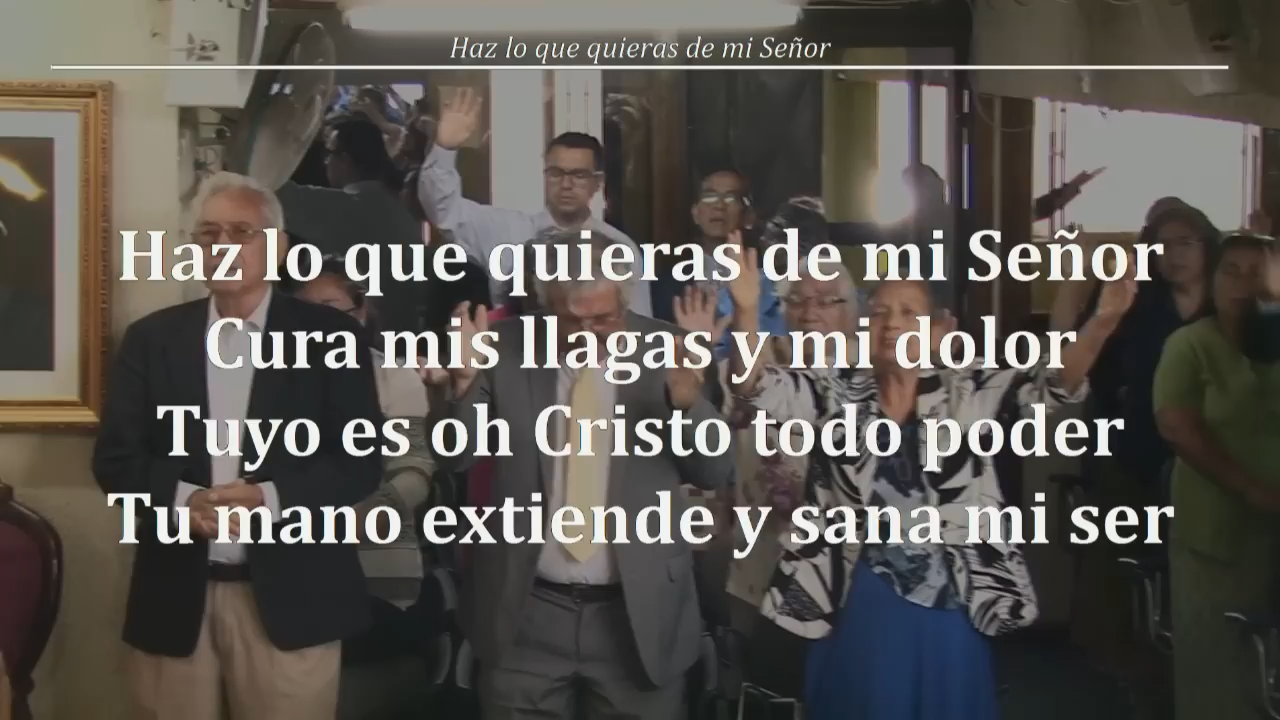 Haz lo que quieras de mi Señor
Haz lo que quieras de mi Señor
Cura mis llagas y mi dolor
Tuyo es oh Cristo todo poder
Tu mano extiende y sana mi ser